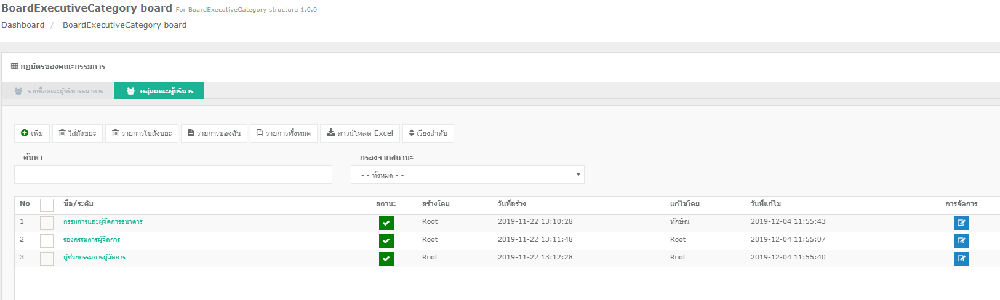 BoardExecutiveCategory board For BoardExecutiveCategory structure 1.0.0
Dashboard / BoardExecutiveCategory board
กฎบัตรของคณะกรรมการ
รายชื่อคณะผู้บริหารธนาคาร กลุ่มคณะผู้บริหาร
เพิ่ม ใส่ถังขยะ รายการในถังขยะ รายการของฉัน รายการทั้งหมด ดาวน์โหลด Excel เรียงลำดับ
ค้นหา กรองจากสถานะ
- - ทั้งหมด - -
No ชื่อ/ระดับ สถานะ สร้างโดย วันที่สร้าง แก้ไขโดย วันที่แก้ไข การจัดการ
1 กรรมการและผู้จัดการธนาคาร Root 2019-11-22 13:10:28 ทักษิณ 2019-12-04 11:55:43
2 รองกรรมการผู้จัดการ Root 2019-11-22 13:11:48 Root 2019-12-04 11:55:07
3 ผู้ช่วยกรรมการผู้จัดการ Root 2019-11-22 13:12:28 Root 2019-12-04 11:55:40